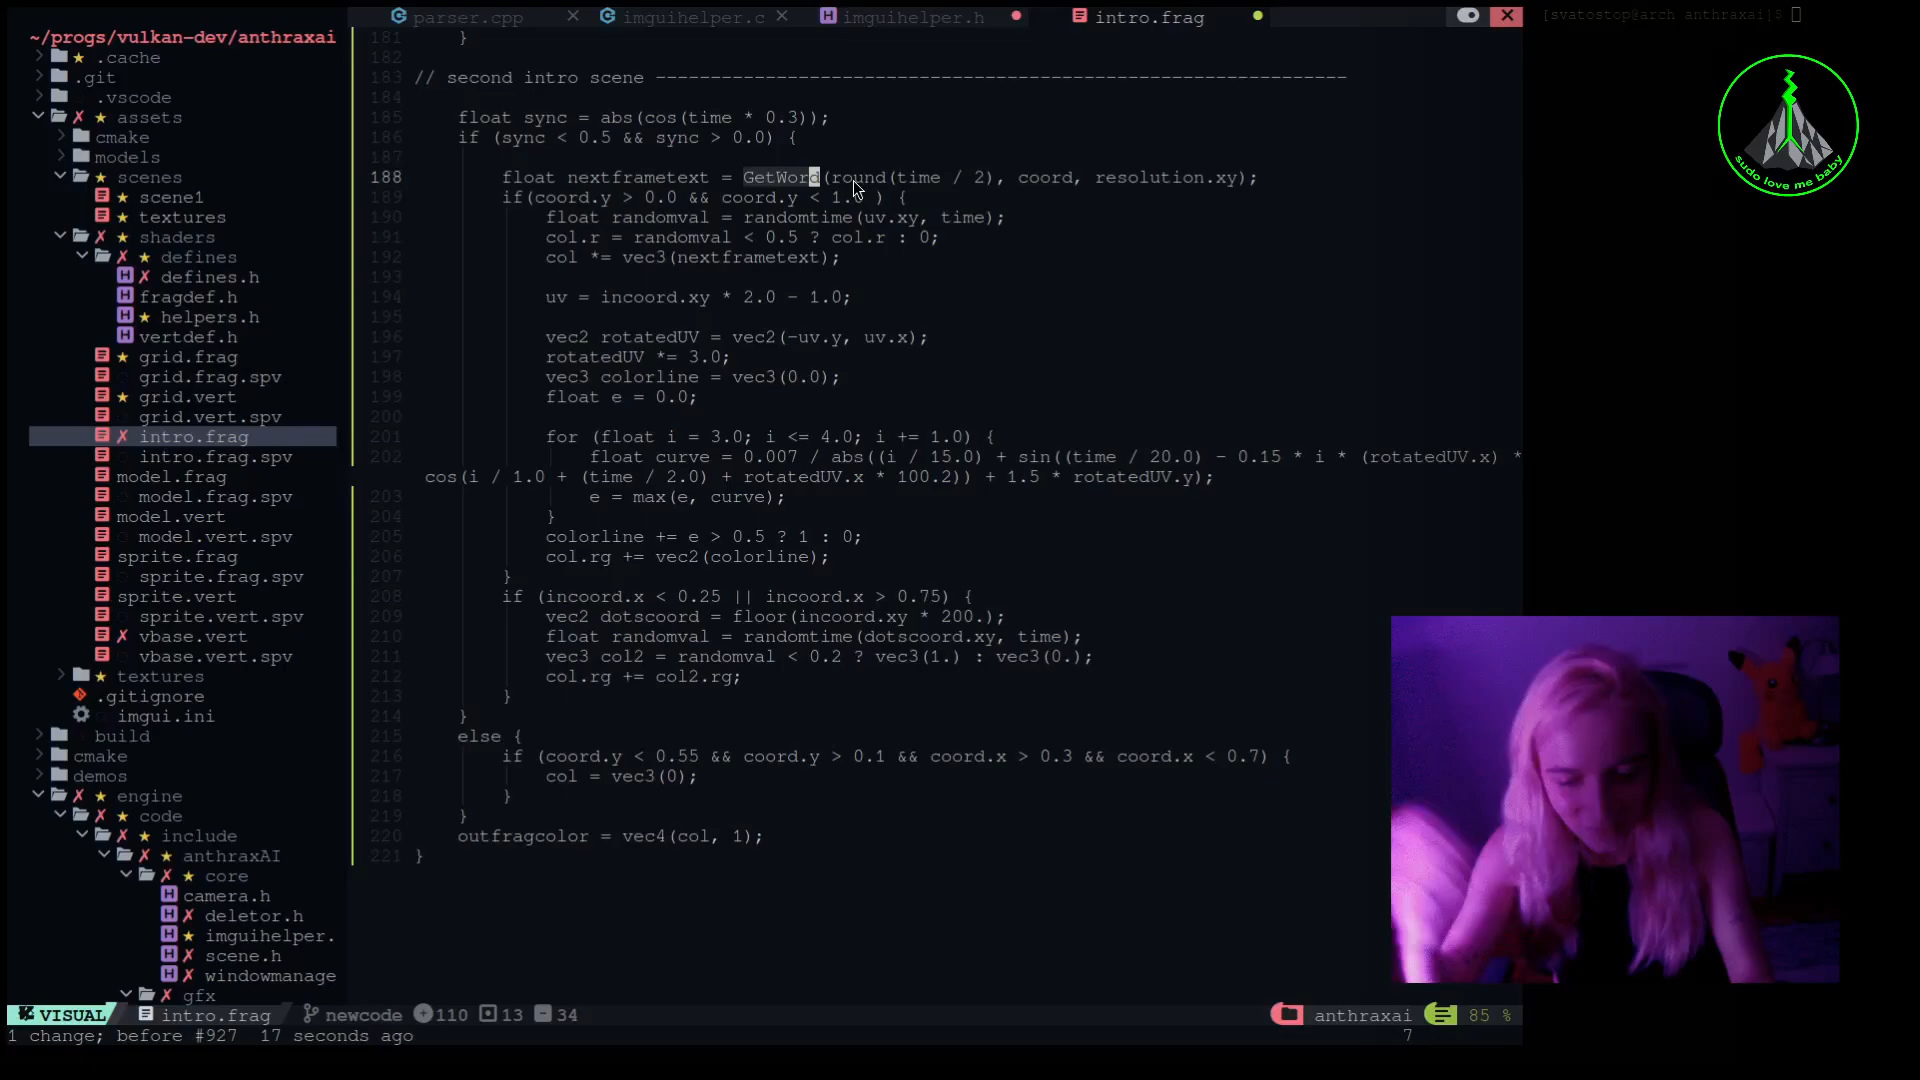 parser.cpp imguihelper.c imguihelper.h intro.frag
[svatostop@arch anthraxai]$
~/progs/vulkan-dev/anthraxai
.cache
.git
.vscode
assets
cmake
models
scenes
scene1
textures
shaders
defines
defines.h
fragdef.h
helpers.h
vertdef.h
grid.frag
grid.frag.spv
grid.vert
grid.vert.spv
intro.frag
intro.frag.spv
model.frag
model.frag.spv
model.vert
model.vert.spv
sprite.frag
sprite.frag.spv
sprite.vert
sprite.vert.spv
vbase.vert
vbase.vert.spv
textures
.gitignore
imgui.ini
build
cmake
demos
engine
code
include
anthraxAI
core
camera.h
deletor.h
imguihelper.
scene.h
windowmanage
gfx
181 }
182
183 // second intro scene ---------------------------------------------------------------
184
185 float sync = abs(cos(time * 0.3));
186 if (sync < 0.5 && sync > 0.0) {
187
188 float nextframetext = GetWord(round(time / 2), coord, resolution.xy);
189 if(coord.y > 0.0 && coord.y < 1.0 ) {
190 float randomval = randomtime(uv.xy, time);
191 col.r = randomval < 0.5 ? col.r : 0;
192 col *= vec3(nextframetext);
193
194 uv = incoord.xy * 2.0 - 1.0;
195
196 vec2 rotatedUV = vec2(-uv.y, uv.x);
197 rotatedUV *= 3.0;
198 vec3 colorline = vec3(0.0);
199 float e = 0.0;
200
201 for (float i = 3.0; i <= 4.0; i += 1.0) {
202 float curve = 0.007 / abs((i / 15.0) + sin((time / 20.0) - 0.15 * i * (rotatedUV.x) *
cos(i / 1.0 + (time / 2.0) + rotatedUV.x * 100.2)) + 1.5 * rotatedUV.y);
203 e = max(e, curve);
204 }
205 colorline += e > 0.5 ? 1 : 0;
206 col.rg += vec2(colorline);
207 }
208 if (incoord.x < 0.25 || incoord.x > 0.75) {
209 vec2 dotscoord = floor(incoord.xy * 200.);
210 float randomval = randomtime(dotscoord.xy, time);
211 vec3 col2 = randomval < 0.2 ? vec3(1.) : vec3(0.);
212 col.rg += col2.rg;
213 }
214 }
215 else {
216 if (coord.y < 0.55 && coord.y > 0.1 && coord.x > 0.3 && coord.x < 0.7) {
217 col = vec3(0);
218 }
219 }
220 outfragcolor = vec4(col, 1);
221 }
sudo love me baby
VISUAL intro.frag newcode 110 13 34 anthraxai 85 %
1 change; before #927 17 seconds ago 7